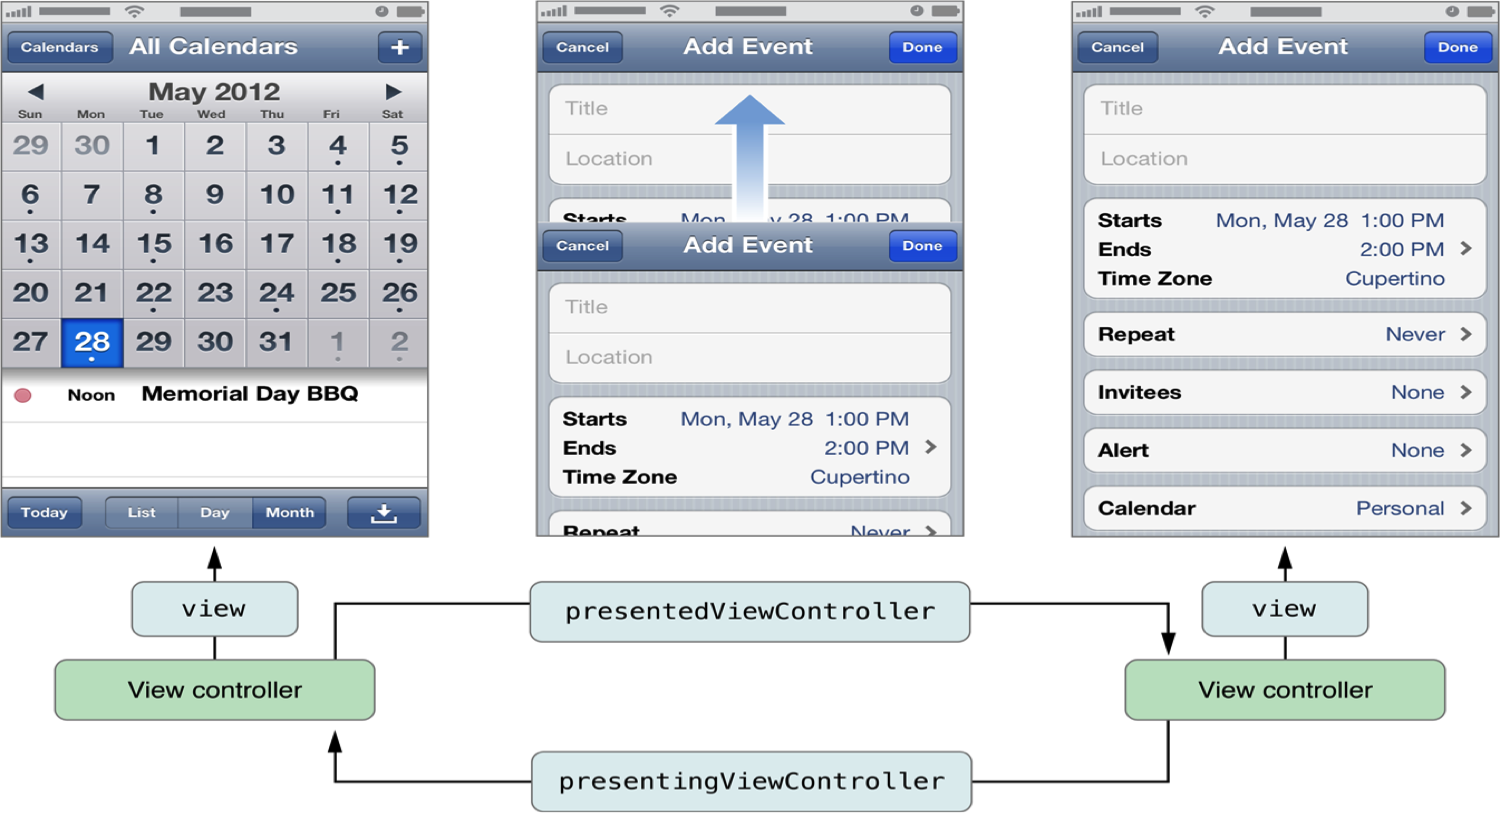 Calendars All Calendars +
May 2012
Sun Mon Tue Wed Thu Fri Sat
29 30 1 2 3 4 5
6 7 8 9 10 11 12
13 14 15 16 17 18 19
20 21 22 23 24 25 26
27 28 29 30 31 1 2
Noon Memorial Day BBQ
Today List Day Month
Cancel Add Event Done
Title
Location
Starts Mon, May 28 1:00 PM
Cancel Add Event Done
Title
Location
Starts Mon, May 28 1:00 PM
Ends 2:00 PM
Time Zone Cupertino
Repeat Never
Cancel Add Event Done
Title
Location
Starts Mon, May 28 1:00 PM
Ends 2:00 PM
Time Zone Cupertino
Repeat Never
Invitees None
Alert None
Calendar Personal
view
presentedViewController
view
View controller
View controller
presentingViewController